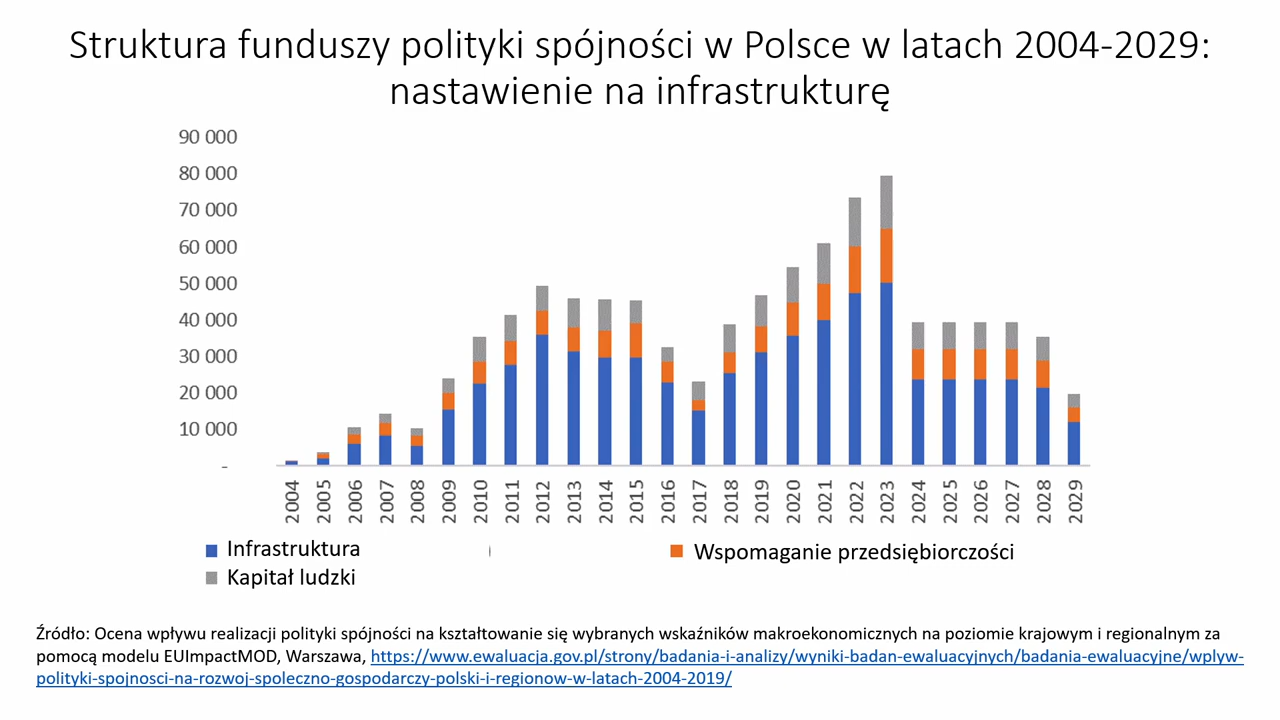 Struktura funduszy polityki spójności w Polsce w latach 2004-2029:
nastawienie na infrastrukturę
90 000
80 000
70 000
60 000
50 000
40 000
30 000
20 000
10 000
-
2004 2005 2006 2007 2008 2009 2010 2011 2012 2013 2014 2015 2016 2017 2018 2019 2020 2021 2022 2023 2024 2025 2026 2027 2028 2029
Infrastruktura
Wspomaganie przedsiębiorczości
Kapitał ludzki
Źródło: Ocena wpływu realizacji polityki spójności na kształtowanie się wybranych wskaźników makroekonomicznych na poziomie krajowym i regionalnym za
pomocą modelu EUImpactMOD, Warszawa, https://www.ewaluacja.gov.pl/strony/badania-i-analizy/wyniki-badan-ewaluacyjnych/badania-ewaluacyjne/wplyw-
polityki-spojnosci-na-rozwoj-spoleczno-gospodarczy-polski-i-regionow-w-latach-2004-2019/